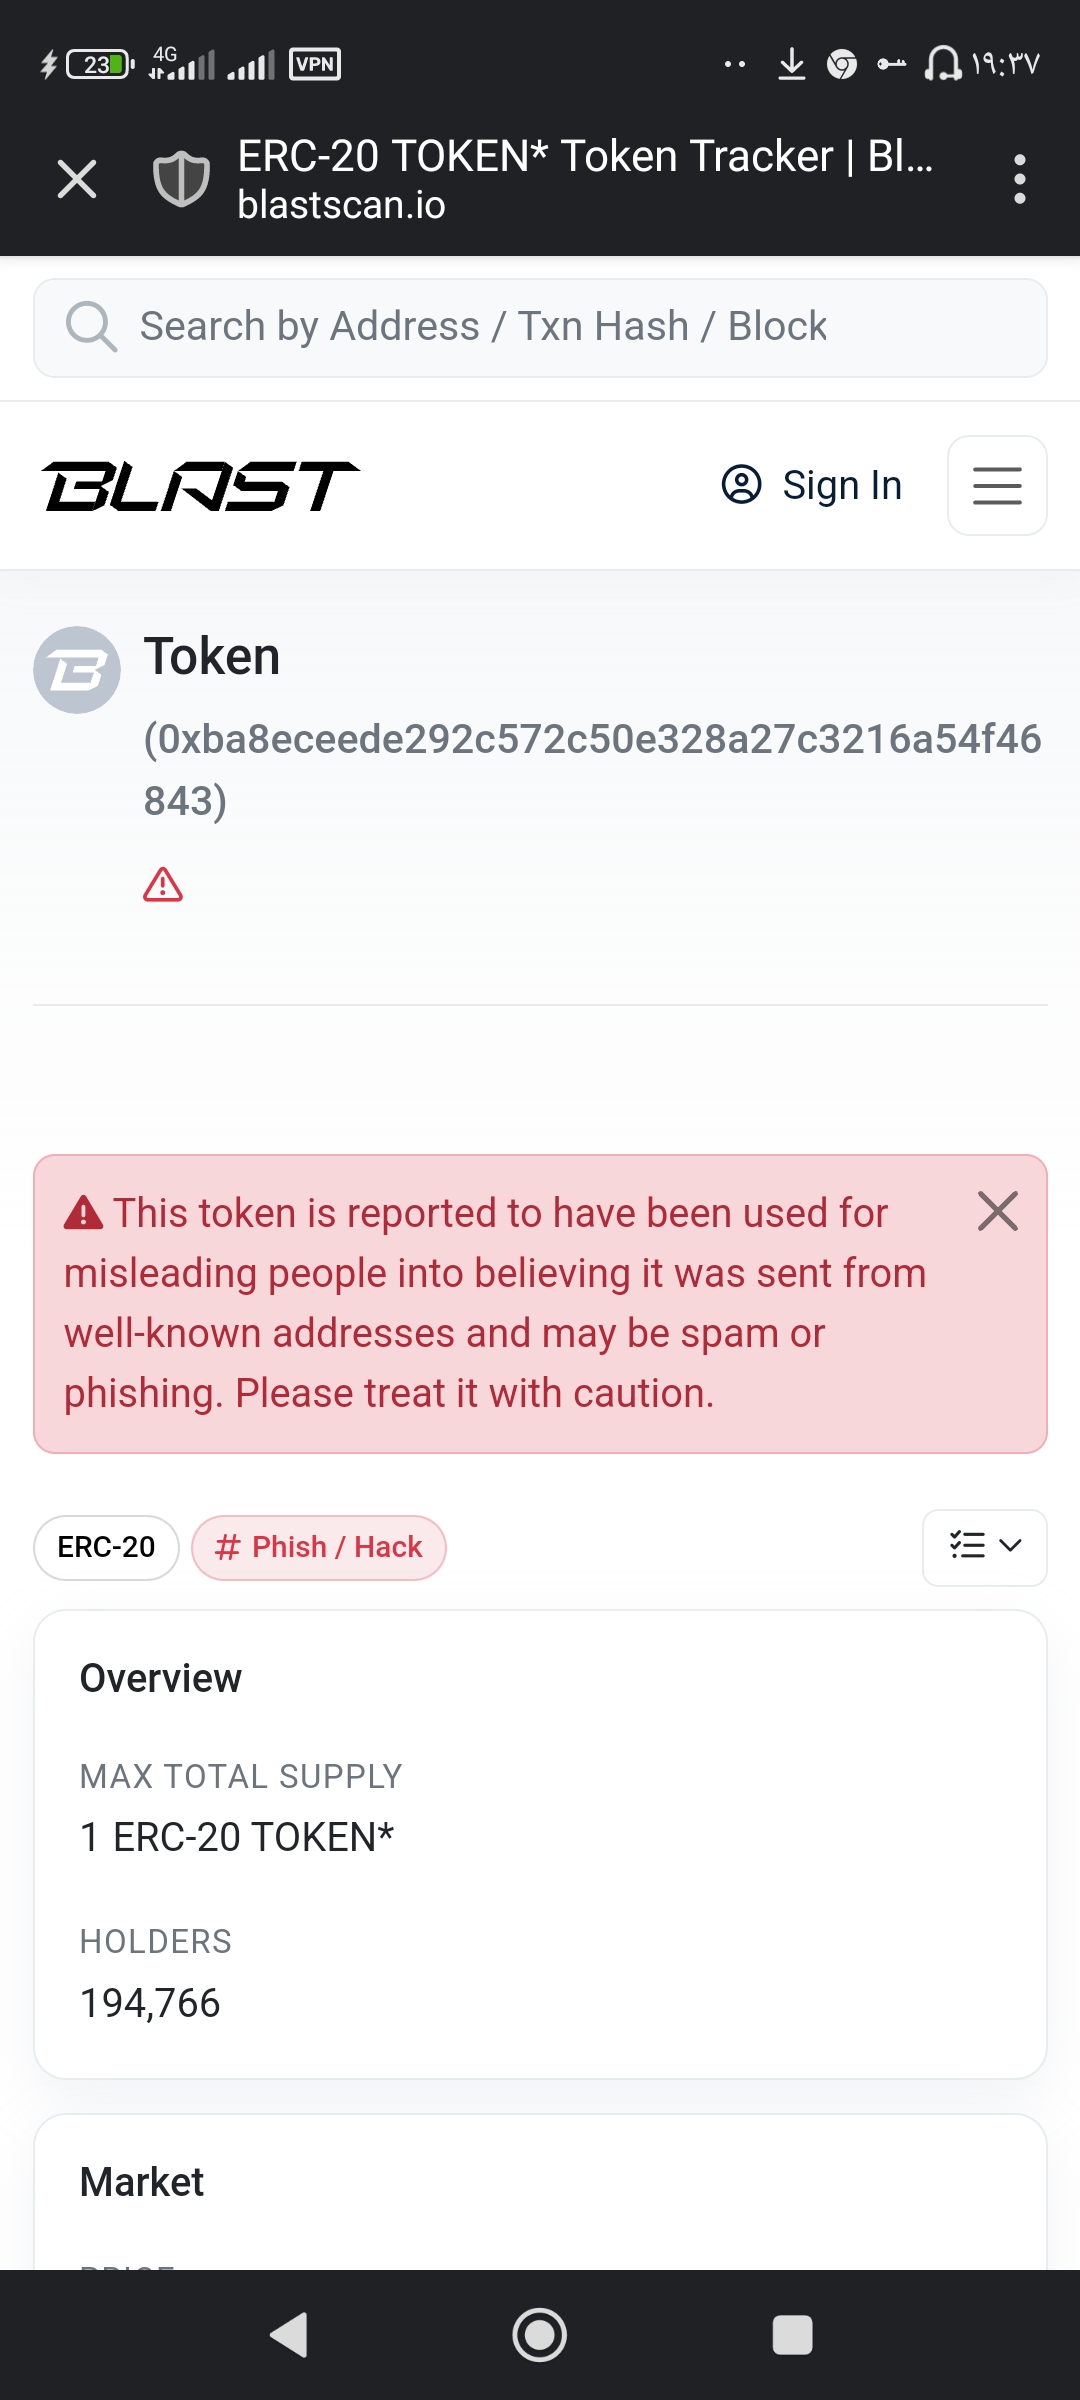 23
4G
VPN
۱۹:۳۷
ERC-20 TOKEN* Token Tracker | Bl...
blastscan.io
Search by Address / Txn Hash / Block
BLAST
Sign In
Token
(0xba8eceede292c572c50e328a27c3216a54f46
843)
This token is reported to have been used for
misleading people into believing it was sent from
well-known addresses and may be spam or
phishing. Please treat it with caution.
ERC-20
# Phish / Hack
Overview
MAX TOTAL SUPPLY
1 ERC-20 TOKEN*
HOLDERS
194,766
Market